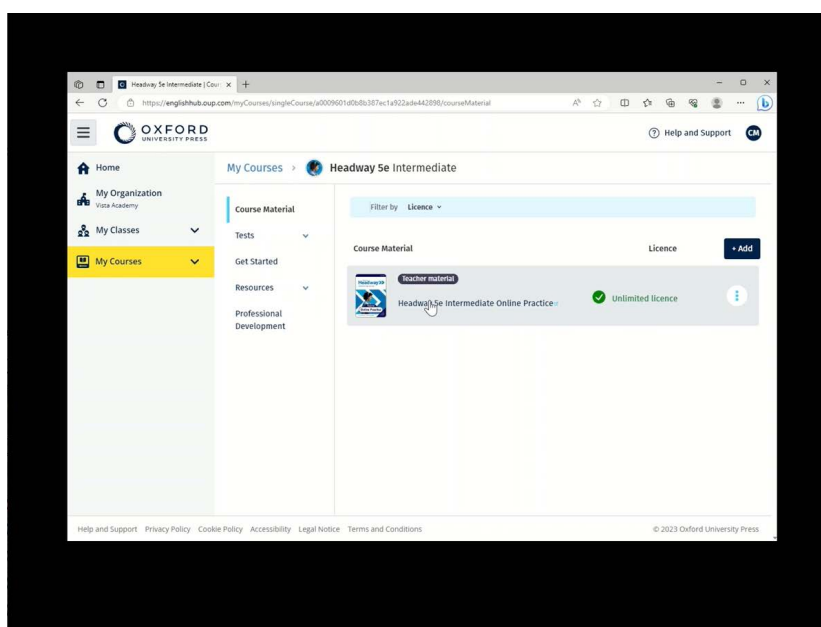 Headway 5e Intermediate | Cour
https://englishhub.oup.com/myCourses/singleCourse/a0009601d0b8b387ec1a922ade442898/courseMaterial
OXFORD
UNIVERSITY PRESS
Help and Support
CM
Home
My Organization
Vista Academy
My Classes
My Courses
My Courses > Headway 5e Intermediate
Course Material
Tests
Get Started
Resources
Professional
Development
Filter by Licence
Course Material Licence + Add
Teacher material
Headway 5e Intermediate Online Practice
Unlimited licence
Help and Support Privacy Policy Cookie Policy Accessibility Legal Notice Terms and Conditions © 2023 Oxford University Press